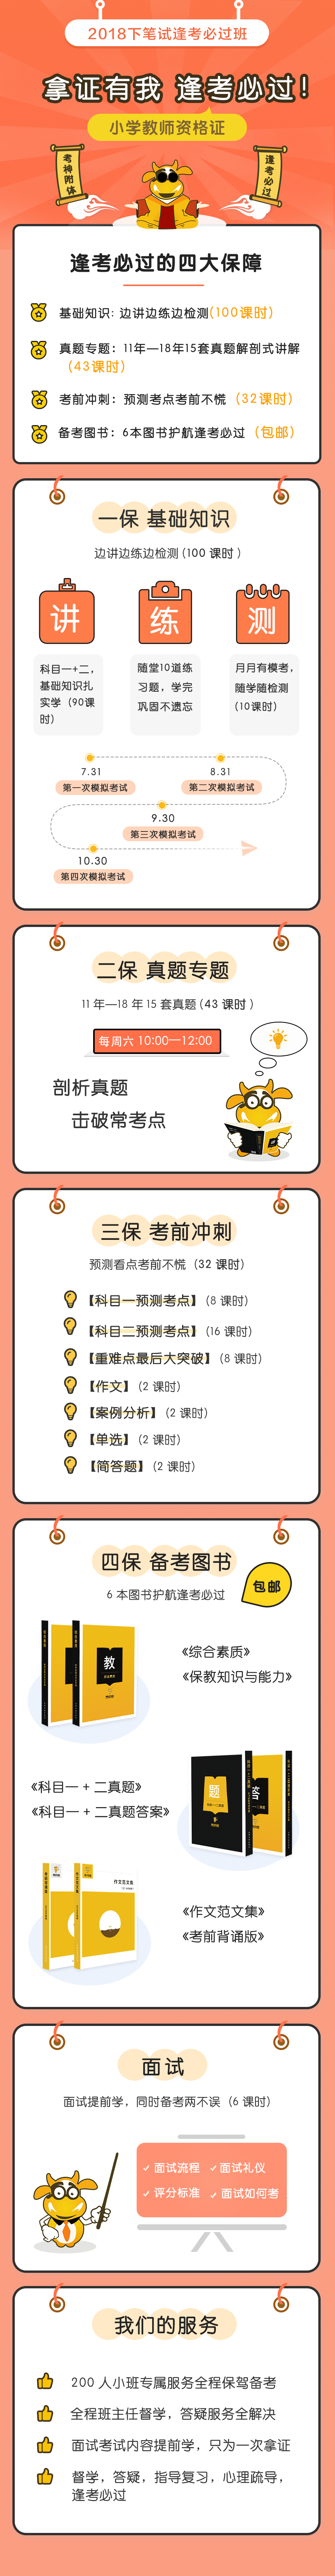 2018下笔试逢考必过班
拿证有我 逢考必过!
小学教师资格证
考神附体
逢考必过
逢考必过的四大保障
基础知识: 边讲边练边检测(100课时)
真题专题: 11年—18年15套真题解剖式讲解
(43课时)
考前冲刺: 预测考点考前不慌 (32课时)
备考图书: 6本图书护航逢考必过 (包邮)
一保 基础知识
边讲边练边检测 (100 课时 )
讲
练
测
科目一+二,
基础知识扎
实学 (90课
时)
随堂10道练
习题, 学完
巩固不遗忘
月月有模考,
随学随检测
(10课时)
7.31
第一次模拟考试
8.31
第二次模拟考试
9.30
第三次模拟考试
10.30
第四次模拟考试
二保 真题专题
11 年—18 年 15 套真题 (43 课时 )
每周六 10:00—12:00
剖析真题
击破常考点
三保 考前冲刺
预测看点考前不慌 (32 课时)
【科目一预测考点】 (8 课时)
【科目二预测考点】 (16 课时)
【重难点最后大突破】 (8 课时)
【作文】 (2 课时)
【案例分析】 (2 课时)
【单选】 (2 课时)
【简答题】 (2 课时)
四保 备考图书
6 本图书护航逢考必过
包邮
教
《综合素质》
《保教知识与能力》
题
答
《科目一 + 二真题》
《科目一 + 二真题答案》
作文范文集
《作文范文集》
《考前背诵版》
面试
面试提前学, 同时备考两不误 (6 课时)
面试流程
面试礼仪
评分标准
面试如何考
我们的服务
200 人小班专属服务全程保驾备考
全程班主任督学, 答疑服务全解决
面试考试内容提前学, 只为一次拿证
督学, 答疑, 指导复习, 心理疏导,
逢考必过